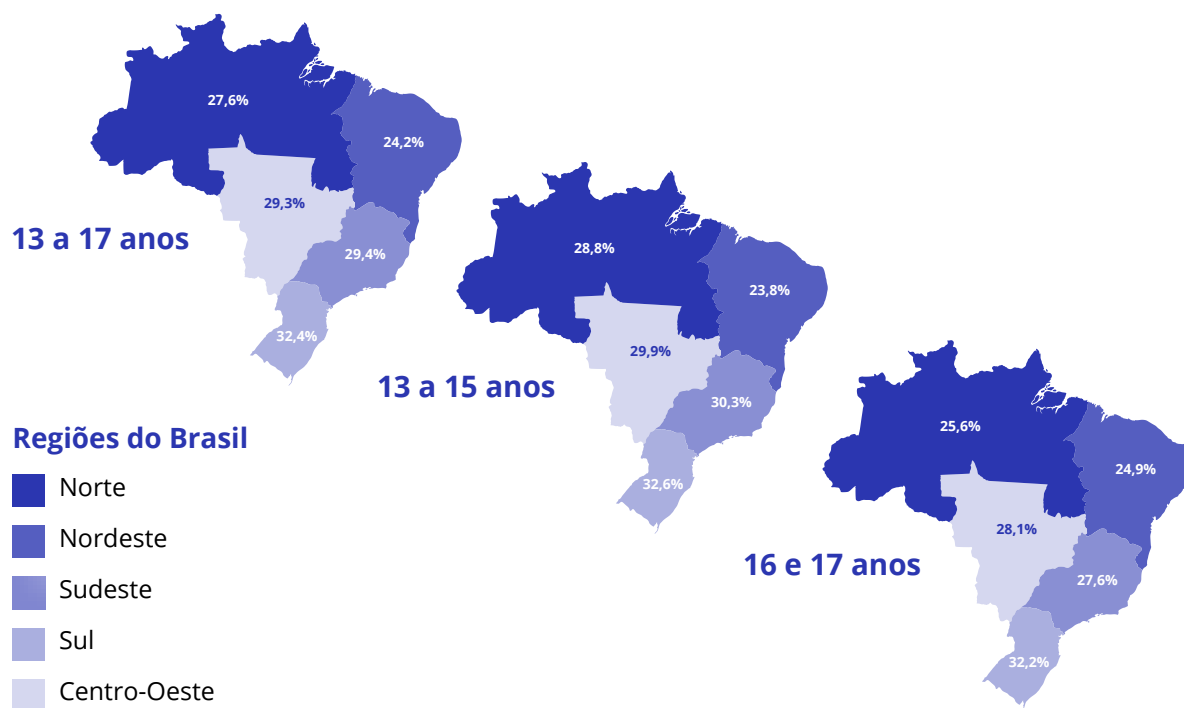 27,6%
24,2%
29,3%
29,4%
32,4%
13 a 17 anos
28,8%
23,8%
29,9%
30,3%
32,6%
13 a 15 anos
25,6%
24,9%
28,1%
27,6%
32,2%
16 e 17 anos
Regiões do Brasil
Norte
Nordeste
Sudeste
Sul
Centro-Oeste